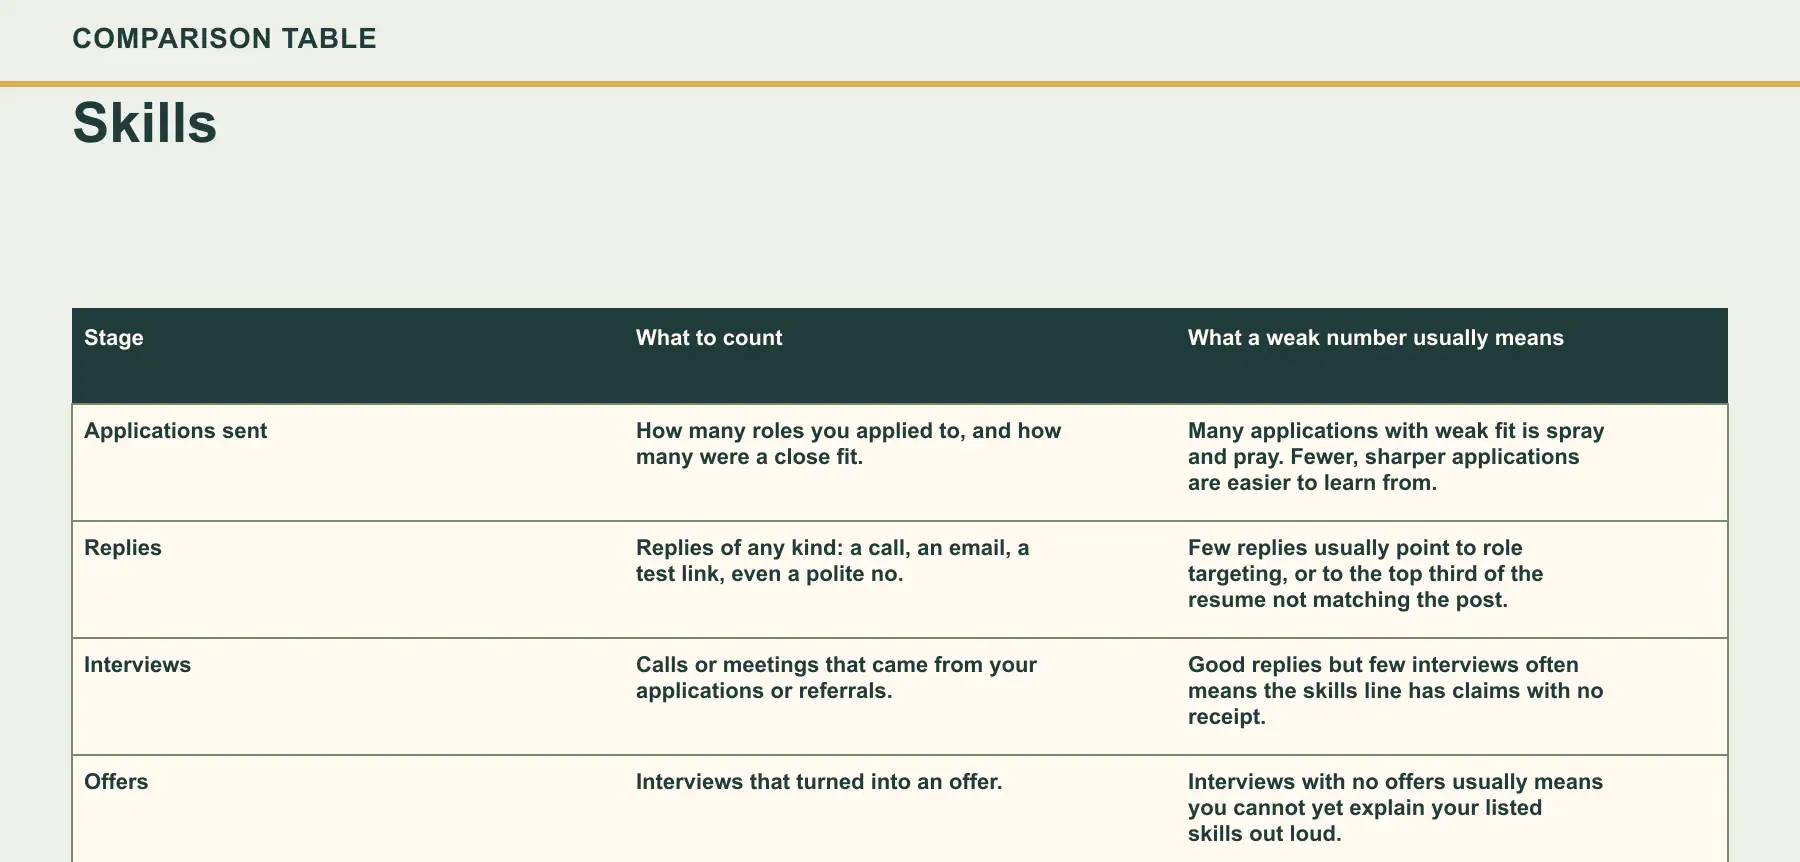 COMPARISON TABLE
Skills
Stage
What to count
What a weak number usually means
Applications sent
How many roles you applied to, and how
many were a close fit.
Many applications with weak fit is spray
and pray. Fewer, sharper applications
are easier to learn from.
Replies
Replies of any kind: a call, an email, a
test link, even a polite no.
Few replies usually point to role
targeting, or to the top third of the
resume not matching the post.
Interviews
Calls or meetings that came from your
applications or referrals.
Good replies but few interviews often
means the skills line has claims with no
receipt.
Offers
Interviews that turned into an offer.
Interviews with no offers usually means
you cannot yet explain your listed
skills out loud.